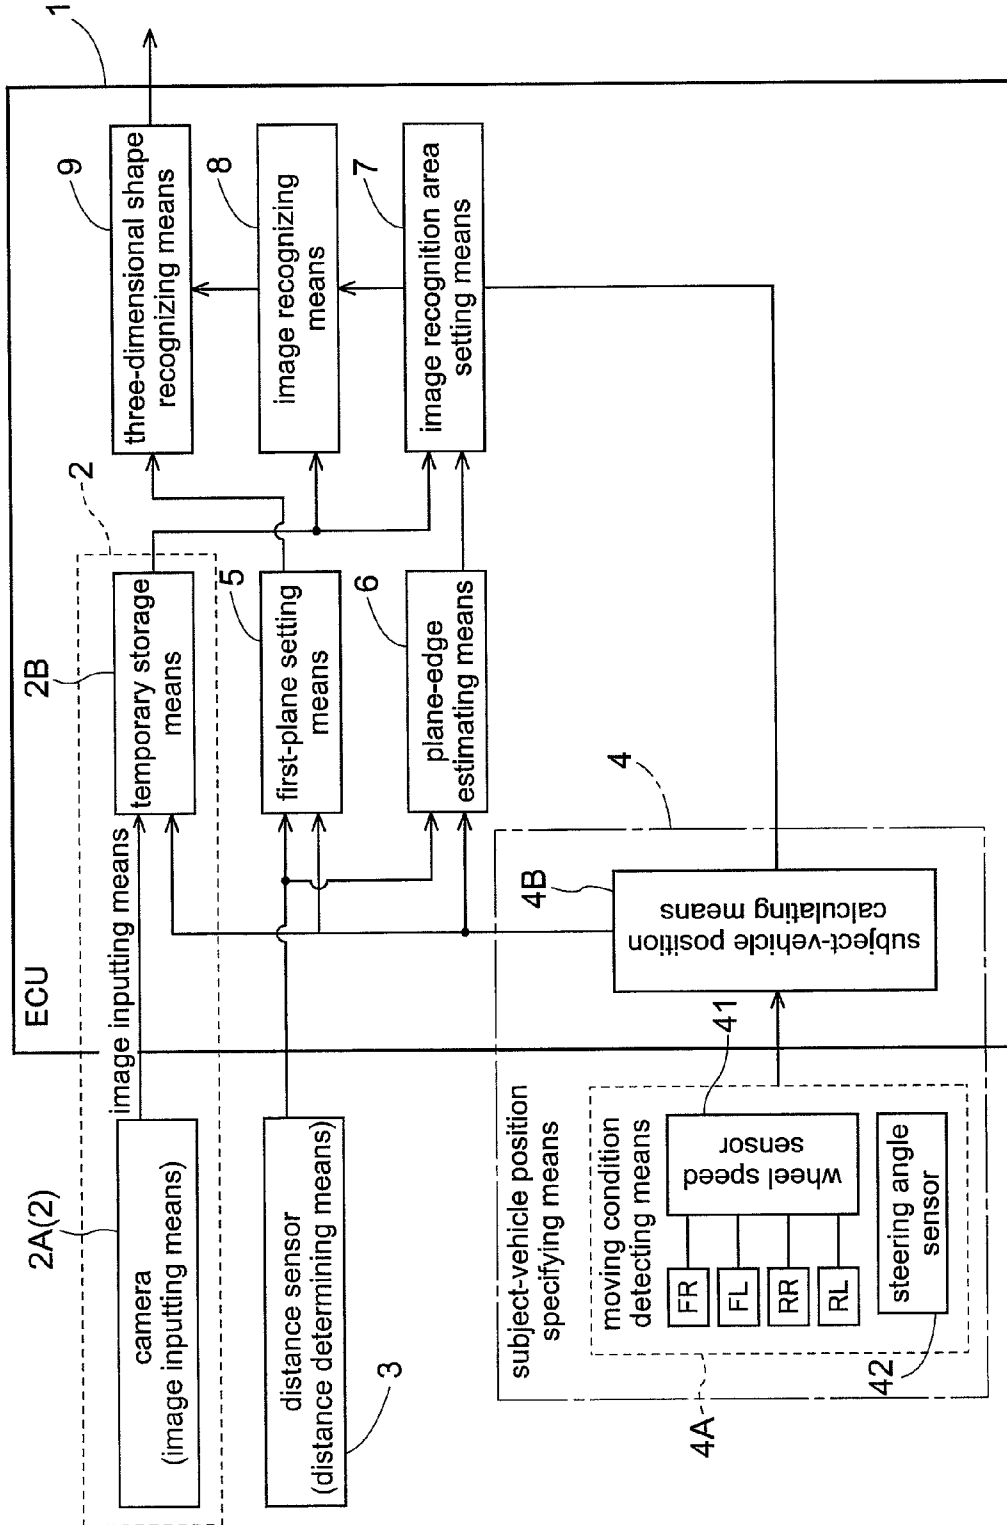 1
ECU
2A(2)
camera
(image inputting means)
image inputting means
2B
temporary storage
means
2
9
three-dimensional shape
recognizing means
distance sensor
(distance determining means)
3
5
first-plane setting
means
8
image recognizing
means
6
plane-edge
estimating means
7
image recognition area
setting means
subject-vehicle position
specifying means
4
4B
subject-vehicle position
calculating means
4A
moving condition
detecting means
41
wheel speed
sensor
FR
FL
RR
RL
42
steering angle
sensor